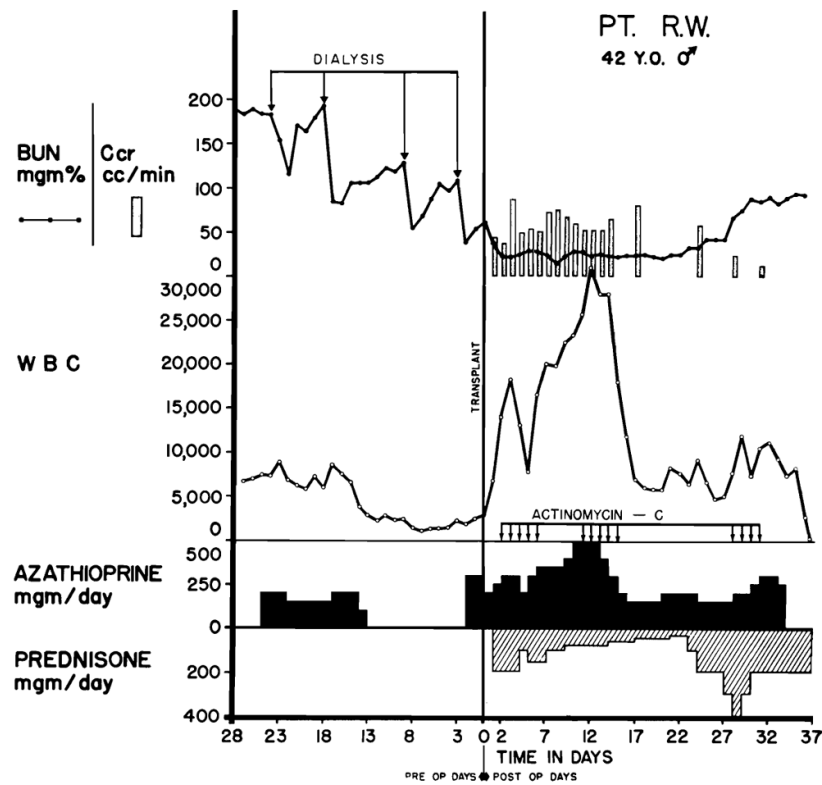 PT. R.W.
42 Y.O. ♂
DIALYSIS
BUN
mgm%
Ccr
cc/min
200
150
100
50
0
WBC
30,000
25,000
20,000
15,000
10,000
5,000
0
TRANSPLANT
ACTINOMYCIN - C
AZATHIOPRINE
mgm/day
500
250
0
PREDNISONE
mgm/day
200
400
28 23 18 13 8 3 0 2 7 12 17 22 27 32 37
TIME IN DAYS
PRE OP DAYS POST OP DAYS